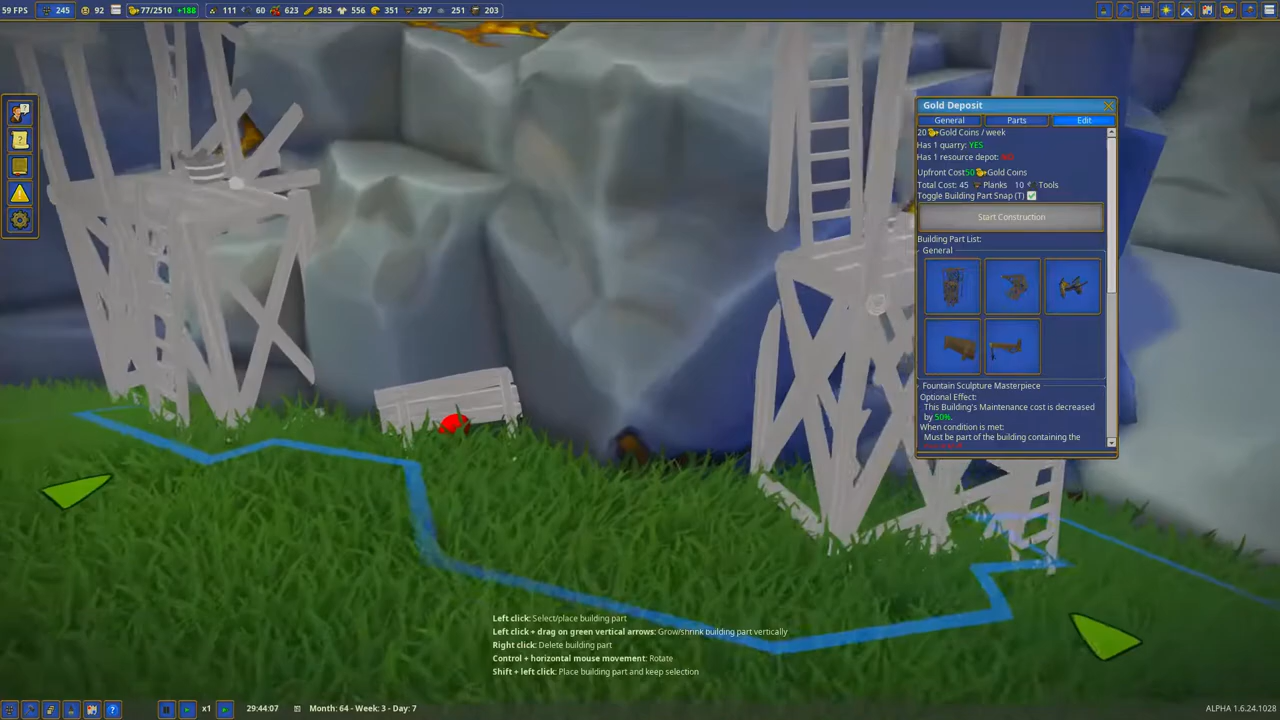 59 FPS 245 92 77/2510 +188 111 60 623 385 556 351 297 251 203
Gold Deposit
General Parts Edit
20 Gold Coins / week
Has 1 quarry: YES
Has 1 resource depot: NO
Upfront Cost50 Gold Coins
Total Cost: 45 Planks 10 Tools
Toggle Building Part Snap (T)
Start Construction
Building Part List:
General
Fountain Sculpture Masterpiece
Optional Effect:
This Building's Maintenance cost is decreased
by 50%.
When condition is met:
Must be part of the building containing the
Left click: Select/place building part
Left click + drag on green vertical arrows: Grow/shrink building part vertically
Right click: Delete building part
Control + horizontal mouse movement: Rotate
Shift + left click: Place building part and keep selection
x1 29:44:07 Month: 64 - Week: 3 - Day: 7
ALPHA 1.6.24.1028